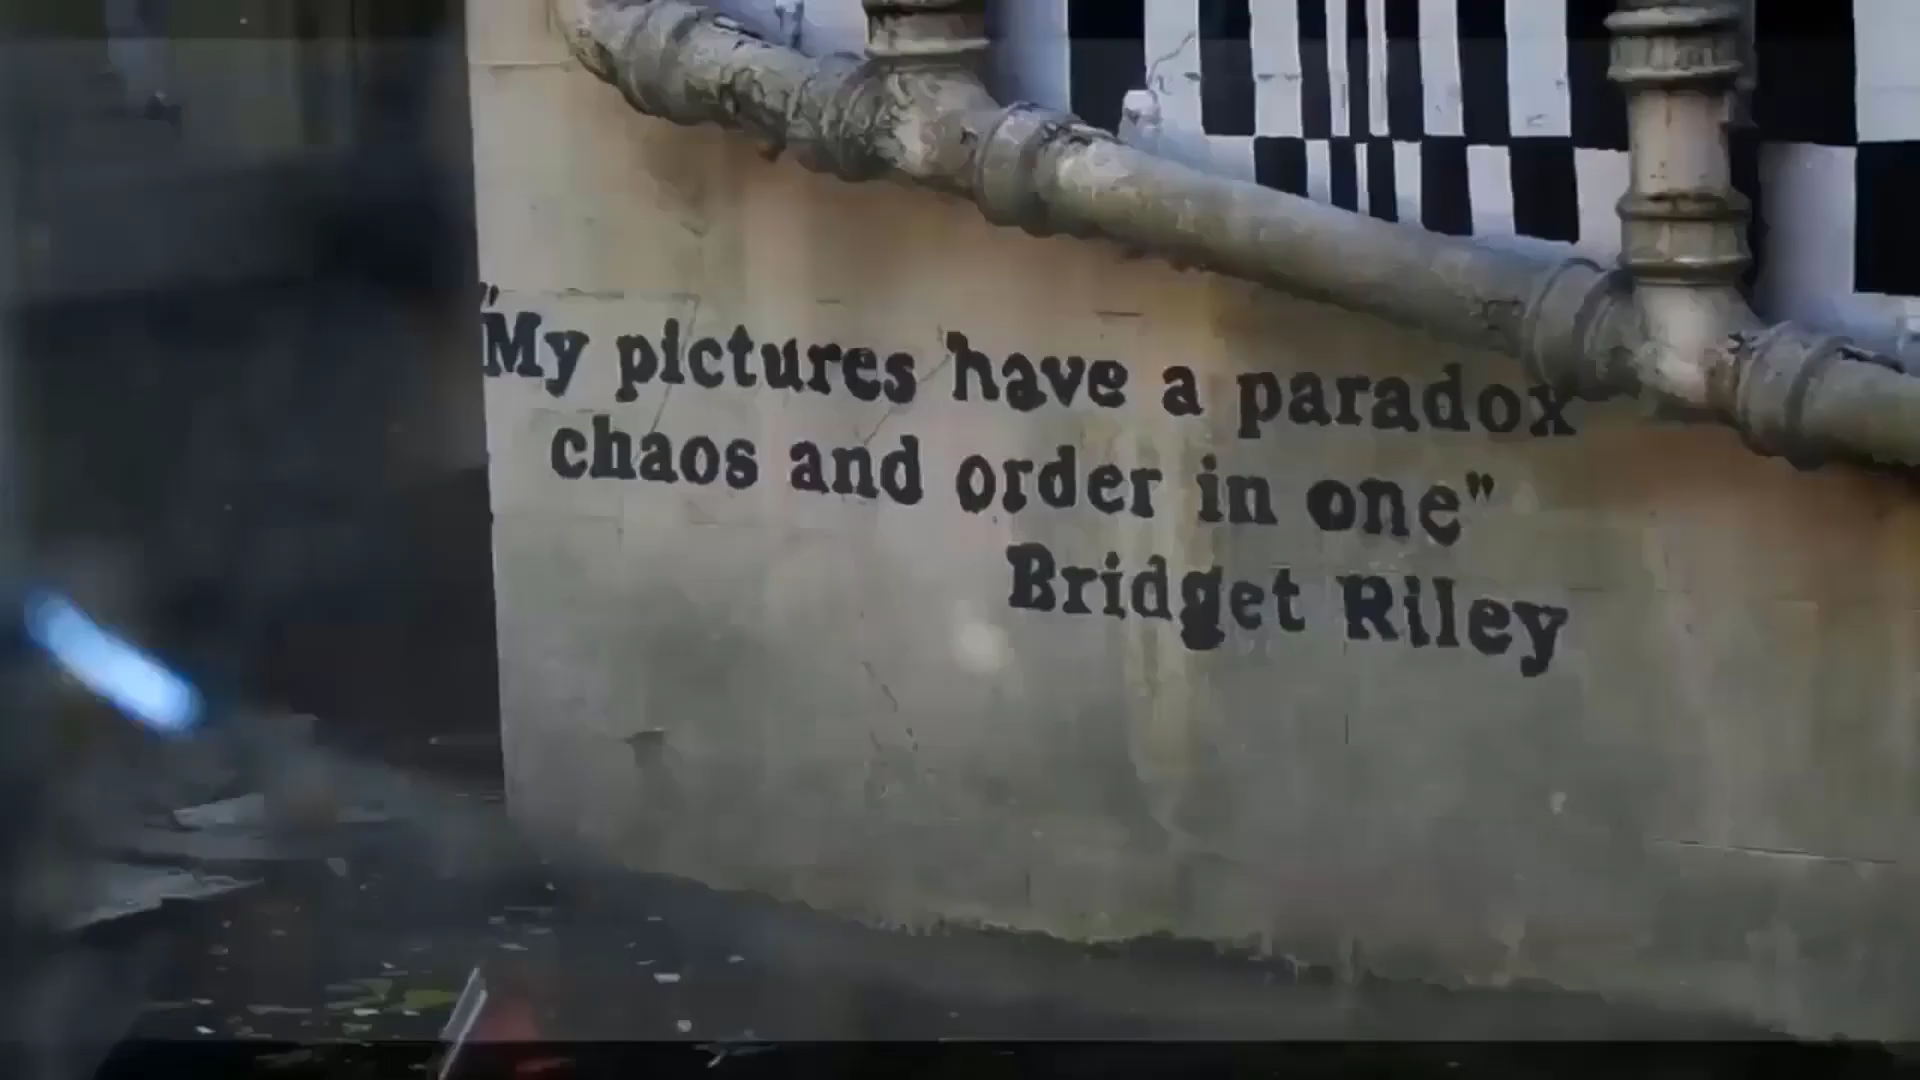 "My pictures have a paradox
chaos and order in one"
Bridget Riley